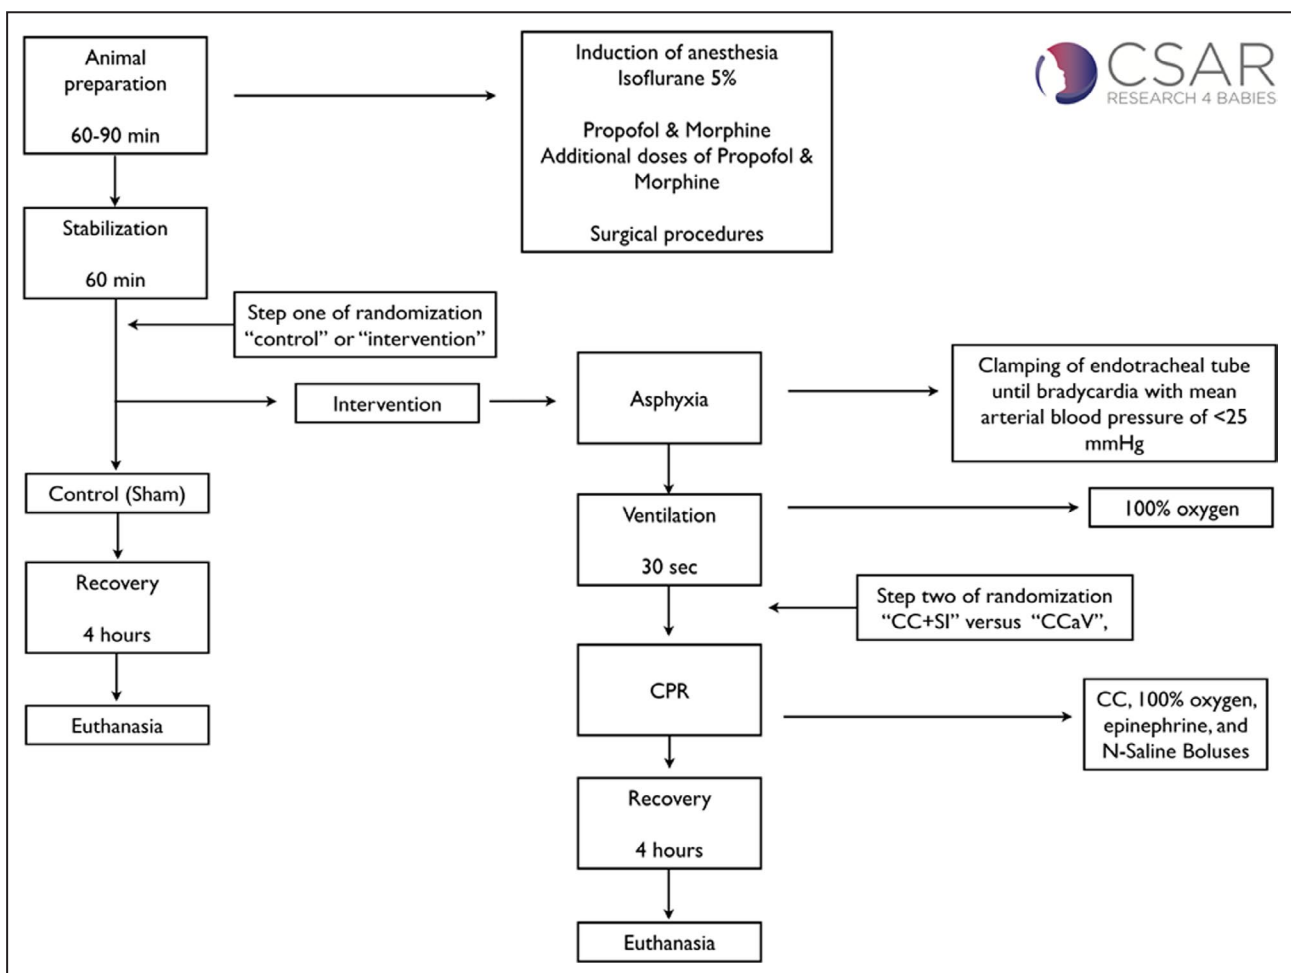 Animal
preparation
60-90 min
Induction of anesthesia
Isoflurane 5%
Propofol & Morphine
Additional doses of Propofol &
Morphine
Surgical procedures
CSAR
RESEARCH 4 BABIES
Stabilization
60 min
Step one of randomization
“control” or “intervention”
Intervention
Asphyxia
Clamping of endotracheal tube
until bradycardia with mean
arterial blood pressure of <25
mmHg
Control (Sham)
Ventilation
30 sec
100% oxygen
Recovery
4 hours
Step two of randomization
“CC+SI” versus “CCaV”,
CPR
Euthanasia
CC, 100% oxygen,
epinephrine, and
N-Saline Boluses
Recovery
4 hours
Euthanasia